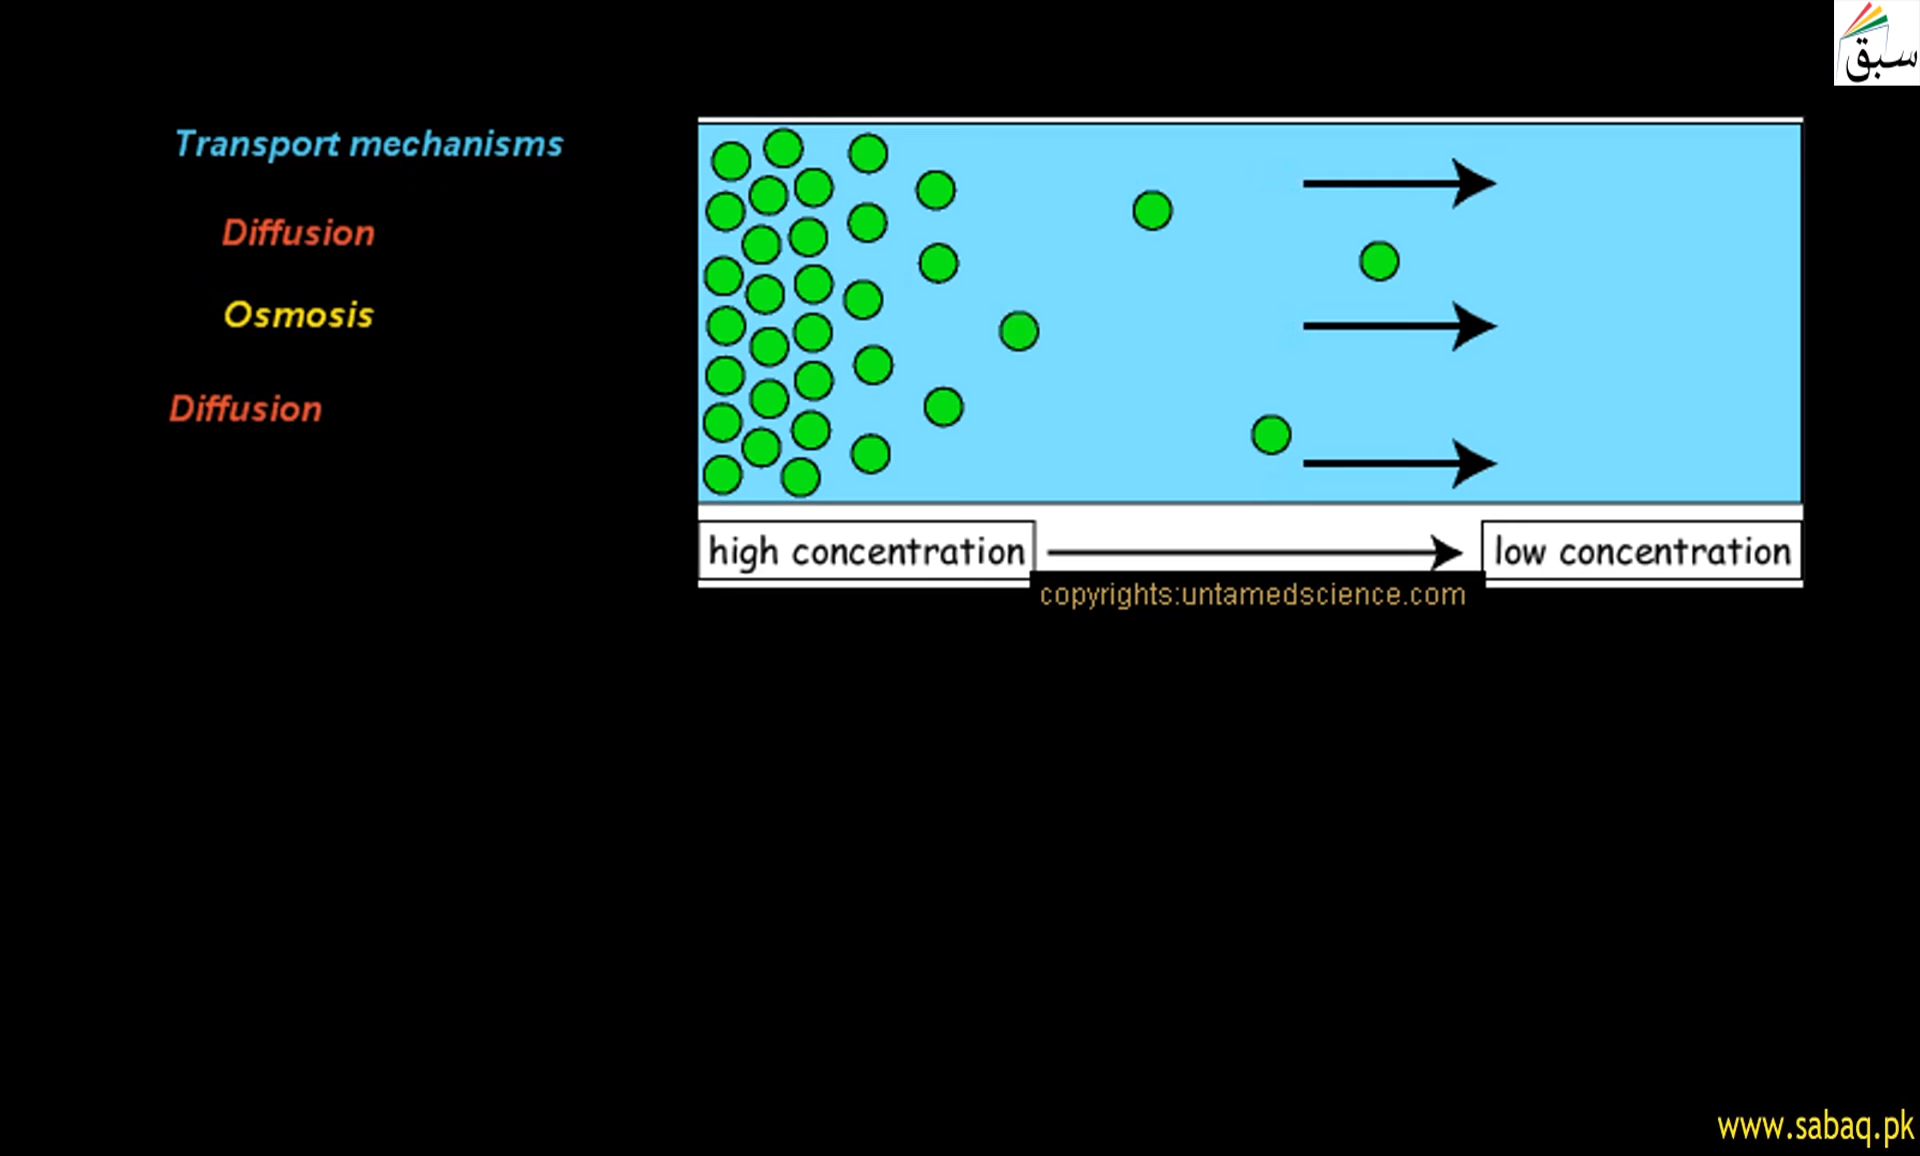 سبق
Transport mechanisms
Diffusion
Osmosis
Diffusion
high concentration
low concentration
copyrights:untamedscience.com
www.sabaq.pk